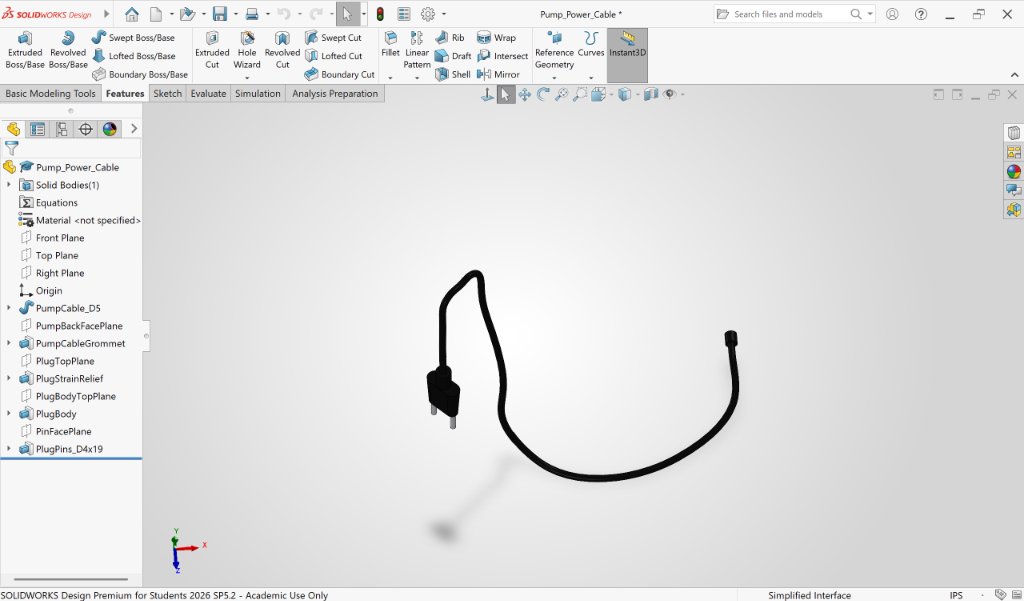 SOLIDWORKS Design
Pump_Power_Cable *
Search files and models
Extruded Boss/Base
Revolved Boss/Base
Swept Boss/Base
Lofted Boss/Base
Boundary Boss/Base
Extruded Cut
Hole Wizard
Revolved Cut
Swept Cut
Lofted Cut
Boundary Cut
Fillet
Linear Pattern
Rib
Draft
Shell
Wrap
Intersect
Mirror
Reference Geometry
Curves
Instant3D
Basic Modeling Tools
Features
Sketch
Evaluate
Simulation
Analysis Preparation
Pump_Power_Cable
Solid Bodies(1)
Equations
Material <not specified>
Front Plane
Top Plane
Right Plane
Origin
PumpCable_D5
PumpBackFacePlane
PumpCableGrommet
PlugTopPlane
PlugStrainRelief
PlugBodyTopPlane
PlugBody
PinFacePlane
PlugPins_D4x19
Y
X
Z
SOLIDWORKS Design Premium for Students 2026 SP5.2 - Academic Use Only
Simplified Interface
IPS